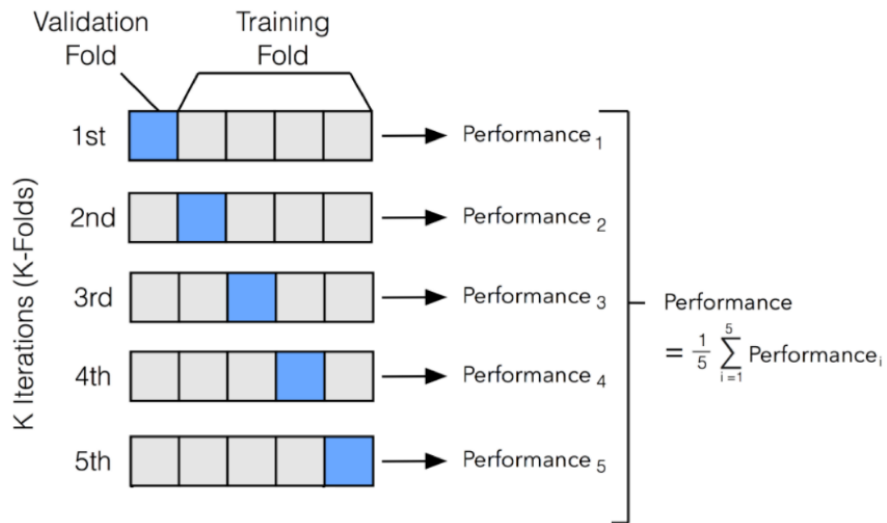 Validation
Fold
Training
Fold
K Iterations (K-Folds)
1st
Performance 1
2nd
Performance 2
3rd
Performance 3
4th
Performance 4
5th
Performance 5
Performance
= 1/5 5∑i=1 Performance i